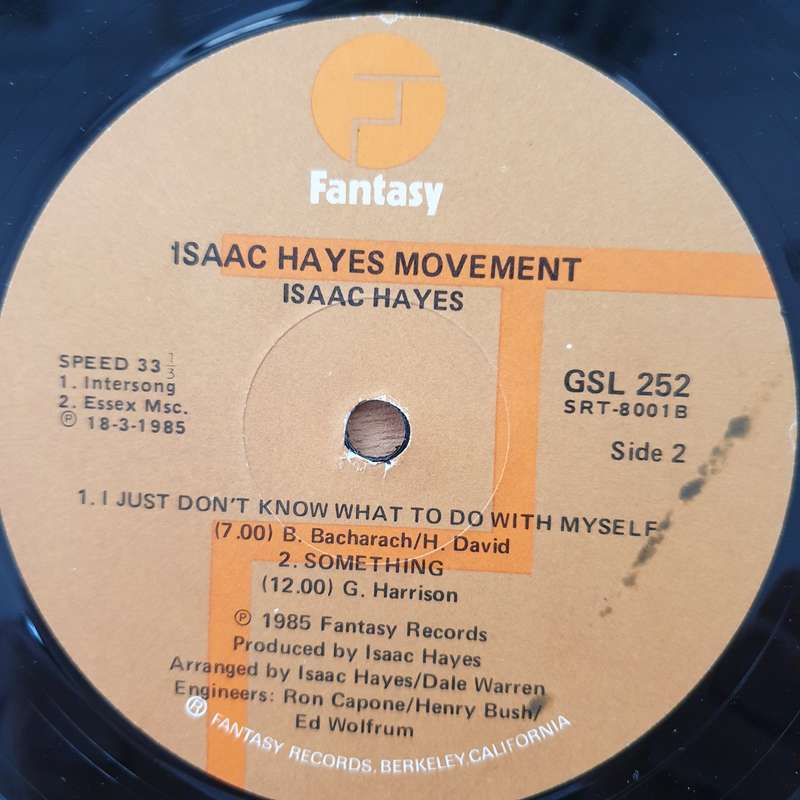 Fantasy
ISAAC HAYES MOVEMENT
ISAAC HAYES
SPEED 33 1/3
1. Intersong
2. Essex Msc.
Ⓟ 18-3-1985
GSL 252
SRT-8001B
Side 2
1. I JUST DON'T KNOW WHAT TO DO WITH MYSELF
(7.00) B. Bacharach/H. David
2. SOMETHING
(12.00) G. Harrison
Ⓟ 1985 Fantasy Records
Produced by Isaac Hayes
Arranged by Isaac Hayes/Dale Warren
Engineers: Ron Capone/Henry Bush/
Ed Wolfrum
® FANTASY RECORDS, BERKELEY, CALIFORNIA